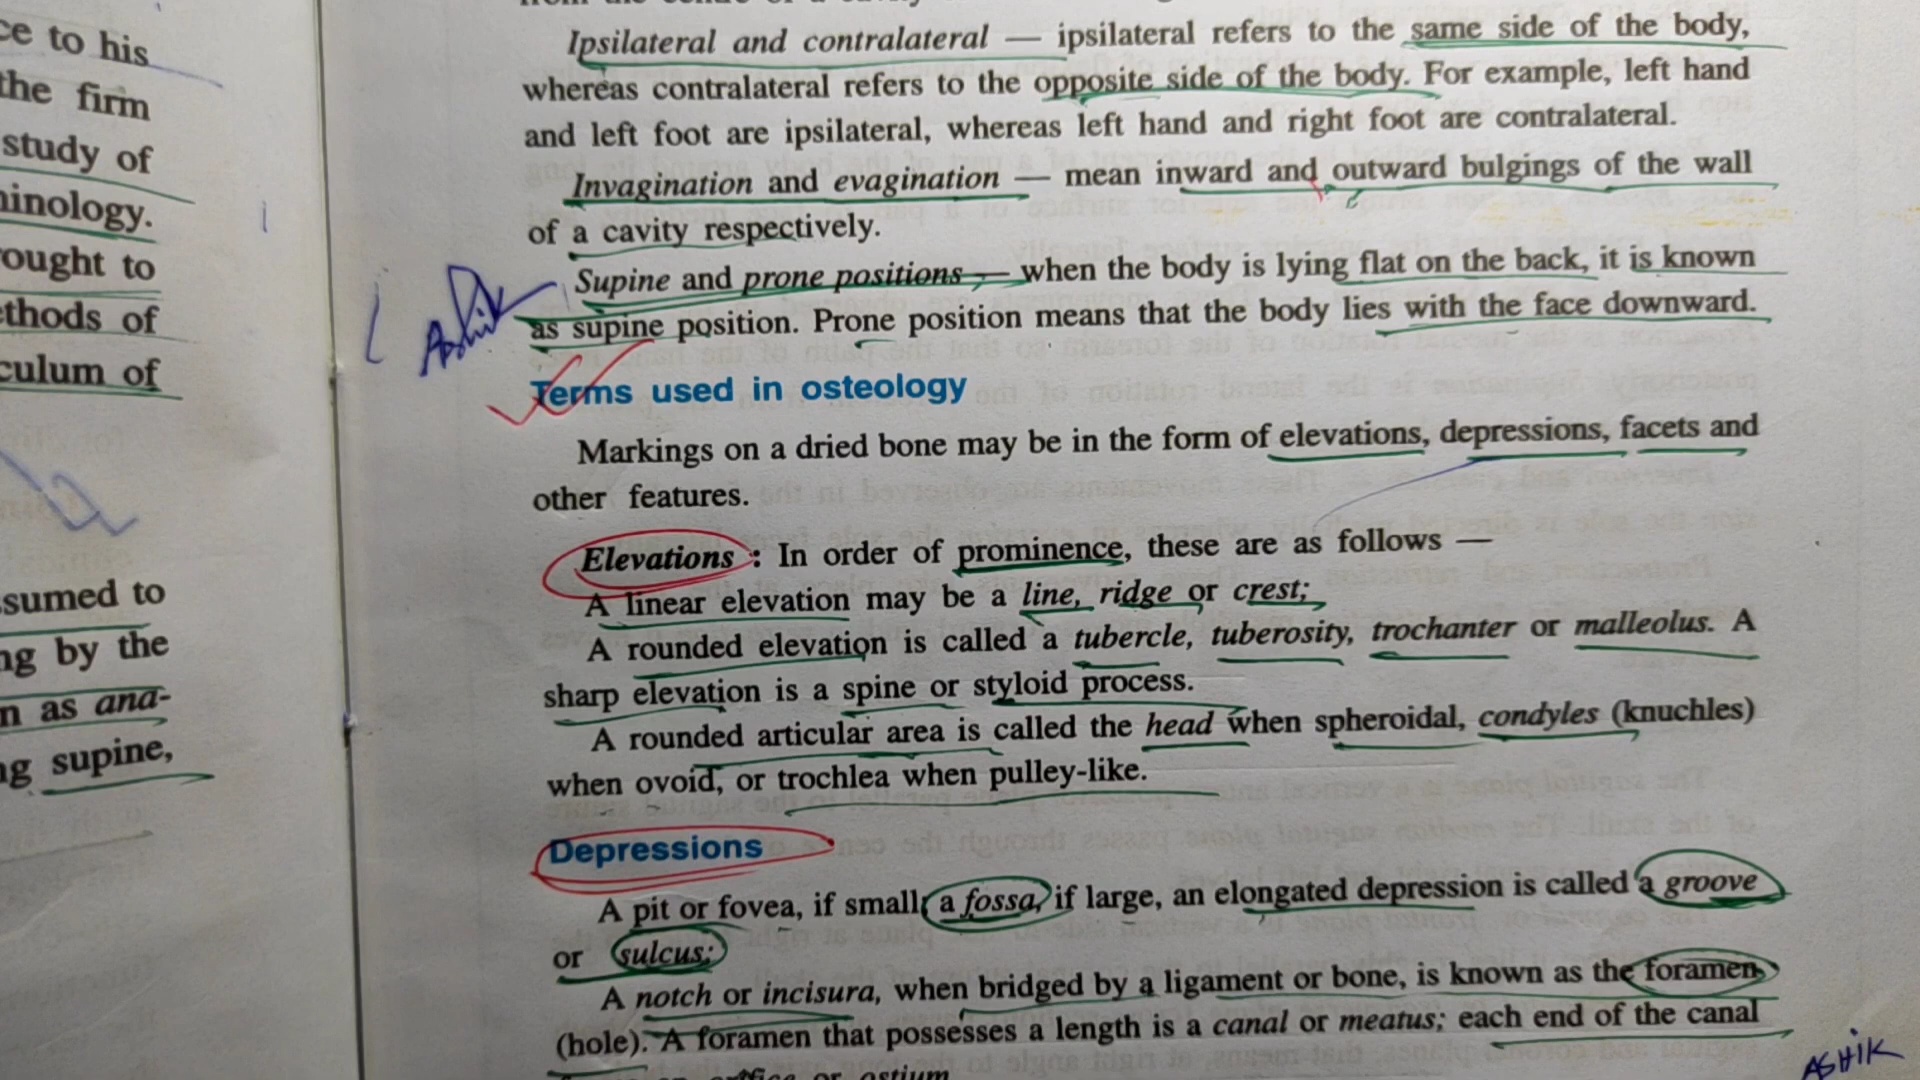 ce to his
the firm
study of
ninology.
ought to
thods of
culum of
sumed to
ng by the
n as ana-
ng supine,
Ipsilateral and contralateral — ipsilateral refers to the same side of the body,
whereas contralateral refers to the opposite side of the body. For example, left hand
and left foot are ipsilateral, whereas left hand and right foot are contralateral.
Invagination and evagination — mean inward and outward bulgings of the wall
of a cavity respectively.
Supine and prone positions — when the body is lying flat on the back, it is known
as supine position. Prone position means that the body lies with the face downward.
Ashik
Terms used in osteology
Markings on a dried bone may be in the form of elevations, depressions, facets and
other features.
Elevations : In order of prominence, these are as follows —
A linear elevation may be a line, ridge or crest;
A rounded elevation is called a tubercle, tuberosity, trochanter or malleolus. A
sharp elevation is a spine or styloid process.
A rounded articular area is called the head when spheroidal, condyles (knuchles)
when ovoid, or trochlea when pulley-like.
Depressions
A pit or fovea, if small, a fossa, if large, an elongated depression is called a groove
or sulcus;
A notch or incisura, when bridged by a ligament or bone, is known as the foramen
(hole). A foramen that possesses a length is a canal or meatus; each end of the canal
or ostium
ASHIK